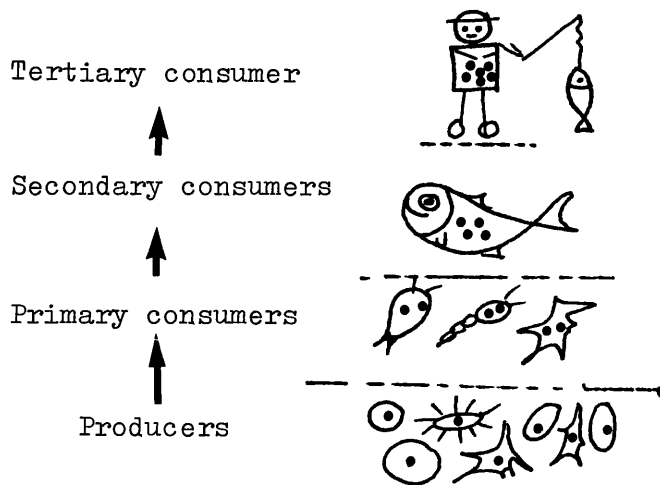 Tertiary consumer
Secondary consumers
Primary consumers
Producers